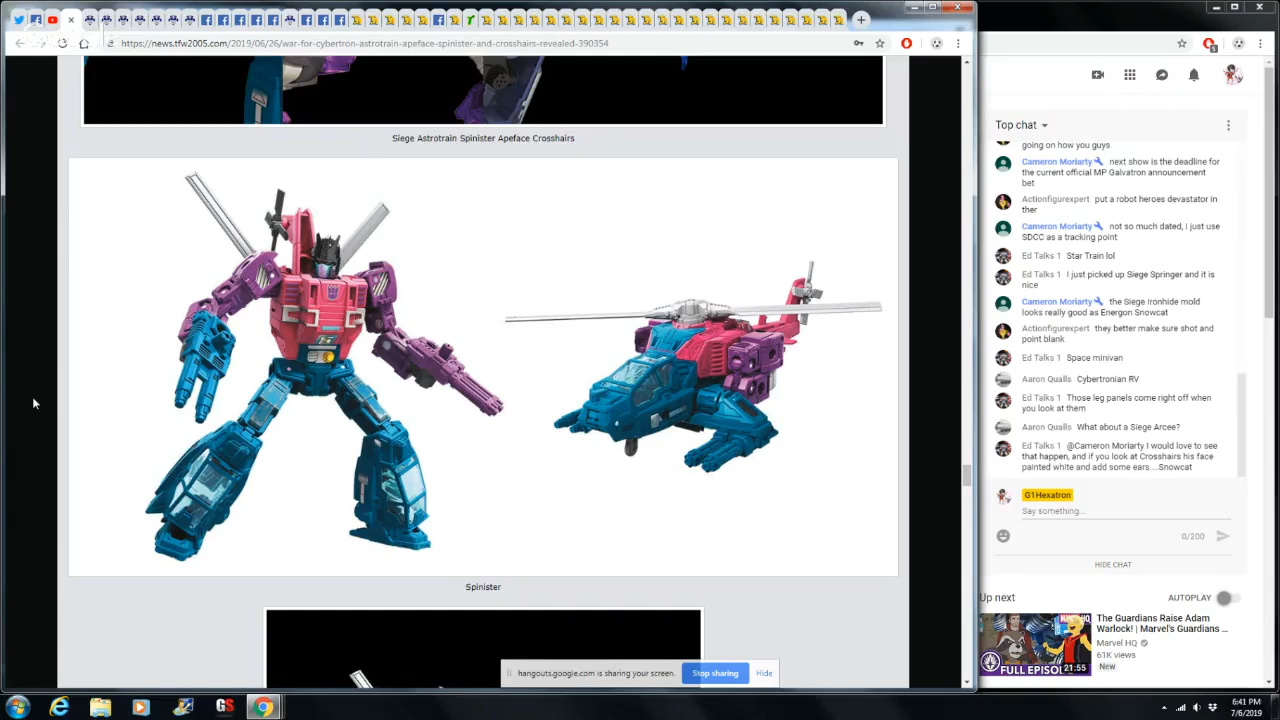 https://news.tfw2005.com/2019/06/26/war-for-cybertron-astrotrain-apeface-spinister-and-crosshairs-revealed-390354
Siege Astrotrain Spinister Apeface Crosshairs
Spinister
hangouts.google.com is sharing your screen.
Stop sharing
Hide
Top chat
going on how you guys
Cameron Moriarty next show is the deadline for
the current official MP Galvatron announcement
bet
Actionfigurexpert put a robot heroes devastator in
ther
Cameron Moriarty not so much dated, I just use
SDCC as a tracking point
Ed Talks 1 Star Train lol
Ed Talks 1 I just picked up Siege Springer and it is
nice
Cameron Moriarty the Siege Ironhide mold
looks really good as Energon Snowcat
Actionfigurexpert they better make sure shot and
point blank
Ed Talks 1 Space minivan
Aaron Qualls Cybertronian RV
Ed Talks 1 Those leg panels come right off when
you look at them
Aaron Qualls What about a Siege Arcee?
Ed Talks 1 @Cameron Moriarty I would love to see
that happen, and if you look at Crosshairs his face
painted white and add some ears....Snowcat
G1Hexatron
Say something...
0/200
HIDE CHAT
Up next
AUTOPLAY
The Guardians Raise Adam
Warlock! | Marvel's Guardians ...
Marvel HQ
61K views
New
FULL EPISO
21:55
GS
6:41 PM
7/6/2019